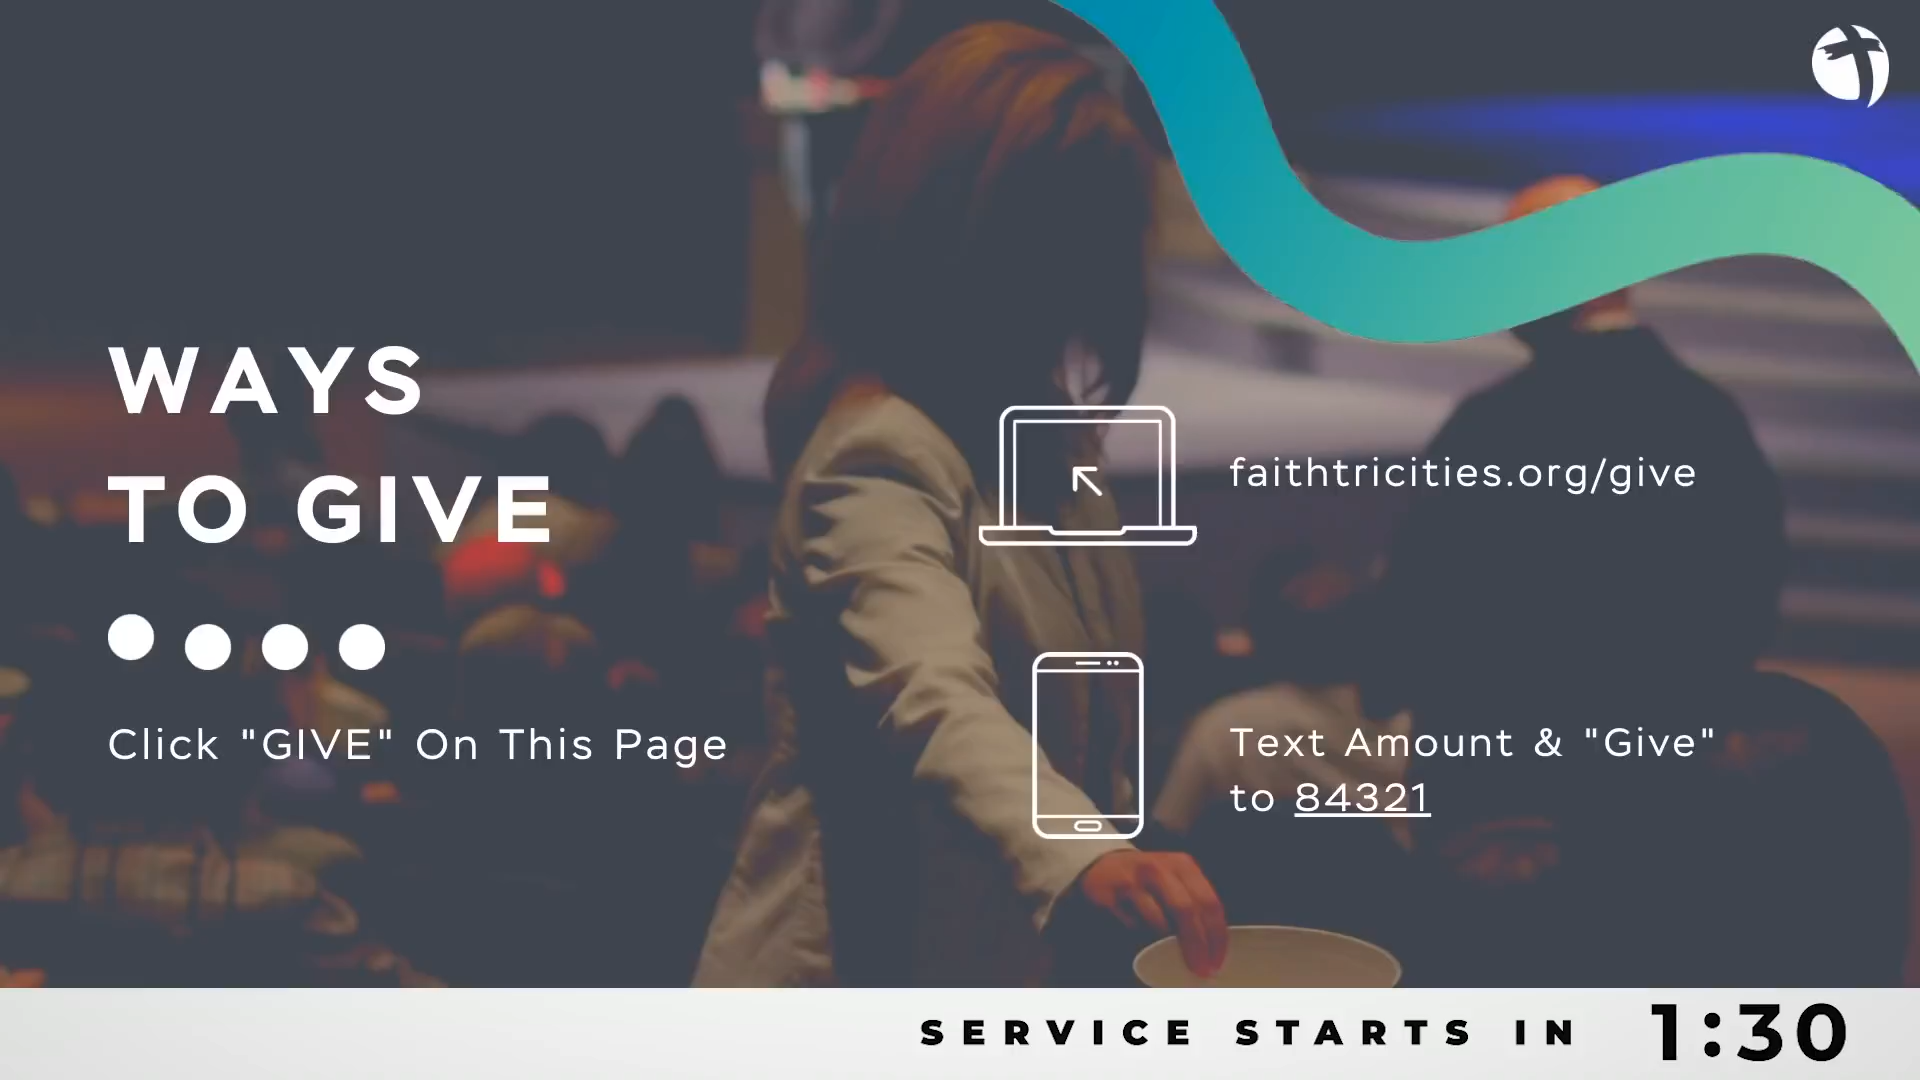 WAYS
TO GIVE
Click "GIVE" On This Page
faithtricities.org/give
Text Amount & "Give"
to 84321
SERVICE STARTS IN 1:30